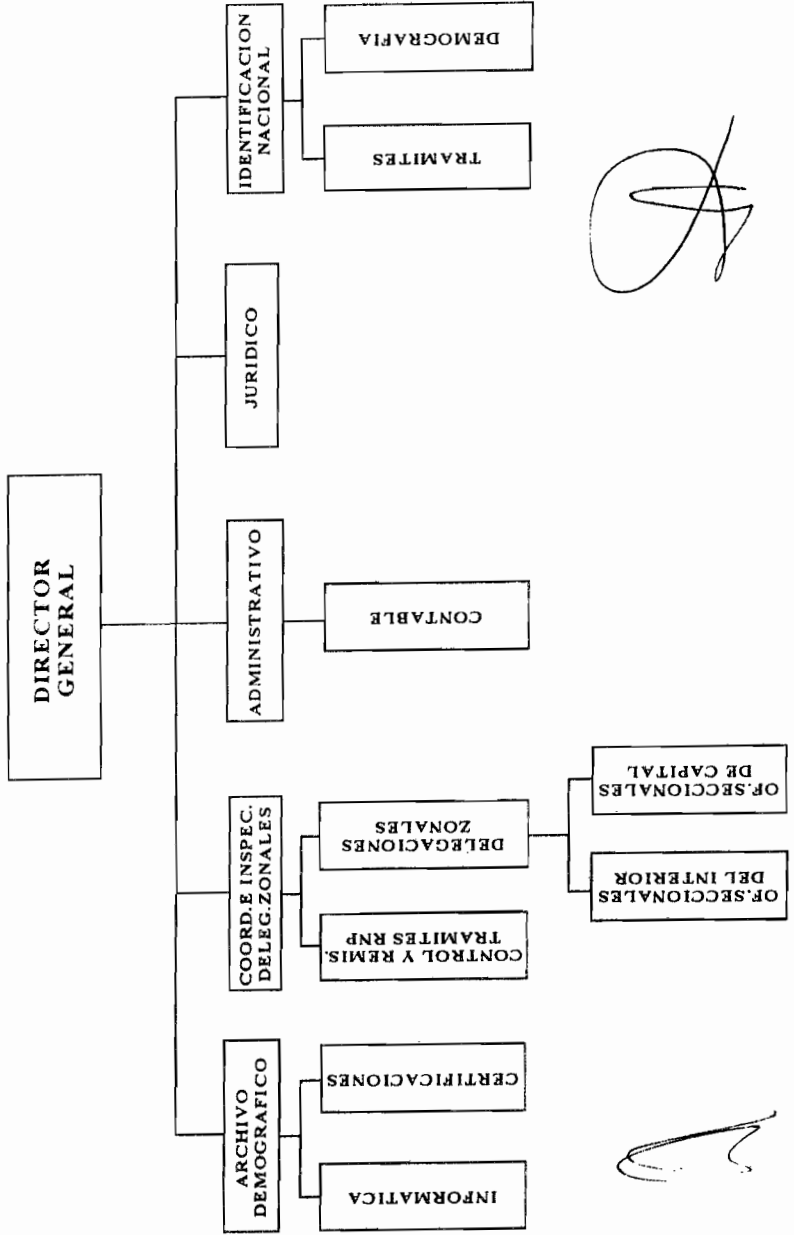 DIRECTOR
GENERAL
ARCHIVO
DEMOGRAFICO
COORD.E INSPEC.
DELEG.ZONALES
ADMINISTRATIVO
JURIDICO
IDENTIFICACION
NACIONAL
INFORMATICA
CERTIFICACIONES
CONTROL Y REMIS.
TRAMITES RNP
DELEGACIONES
ZONALES
CONTABLE
TRAMITES
DEMOGRAFIA
OF.SECCIONALES
DEL INTERIOR
OF.SECCIONALES
DE CAPITAL